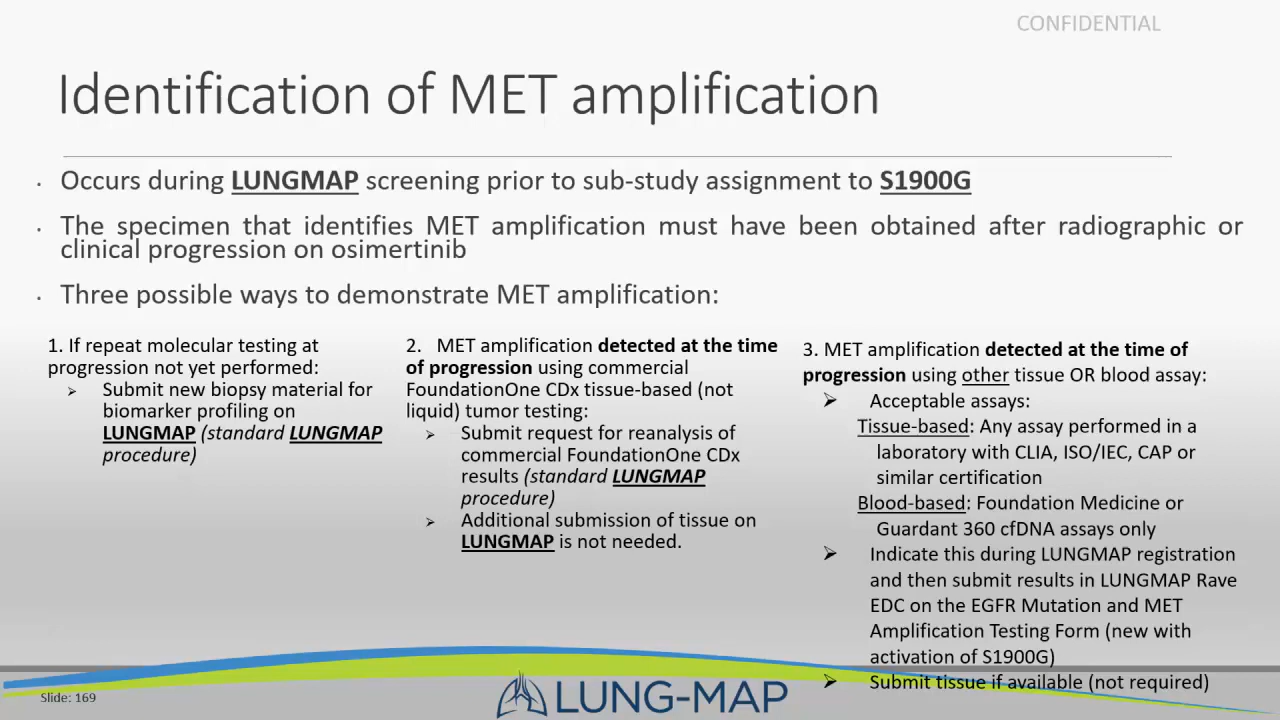 CONFIDENTIAL
Identification of MET amplification
· Occurs during LUNGMAP screening prior to sub-study assignment to S1900G
· The specimen that identifies MET amplification must have been obtained after radiographic or
clinical progression on osimertinib
· Three possible ways to demonstrate MET amplification:
1. If repeat molecular testing at
progression not yet performed:
➢ Submit new biopsy material for
biomarker profiling on
LUNGMAP (standard LUNGMAP
procedure)
2. MET amplification detected at the time
of progression using commercial
FoundationOne CDx tissue-based (not
liquid) tumor testing:
➢ Submit request for reanalysis of
commercial FoundationOne CDx
results (standard LUNGMAP
procedure)
➢ Additional submission of tissue on
LUNGMAP is not needed.
3. MET amplification detected at the time of
progression using other tissue OR blood assay:
➢ Acceptable assays:
Tissue-based: Any assay performed in a
laboratory with CLIA, ISO/IEC, CAP or
similar certification
Blood-based: Foundation Medicine or
Guardant 360 cfDNA assays only
➢ Indicate this during LUNGMAP registration
and then submit results in LUNGMAP Rave
EDC on the EGFR Mutation and MET
Amplification Testing Form (new with
activation of S1900G)
➢ Submit tissue if available (not required)
Slide: 169
LUNG-MAP